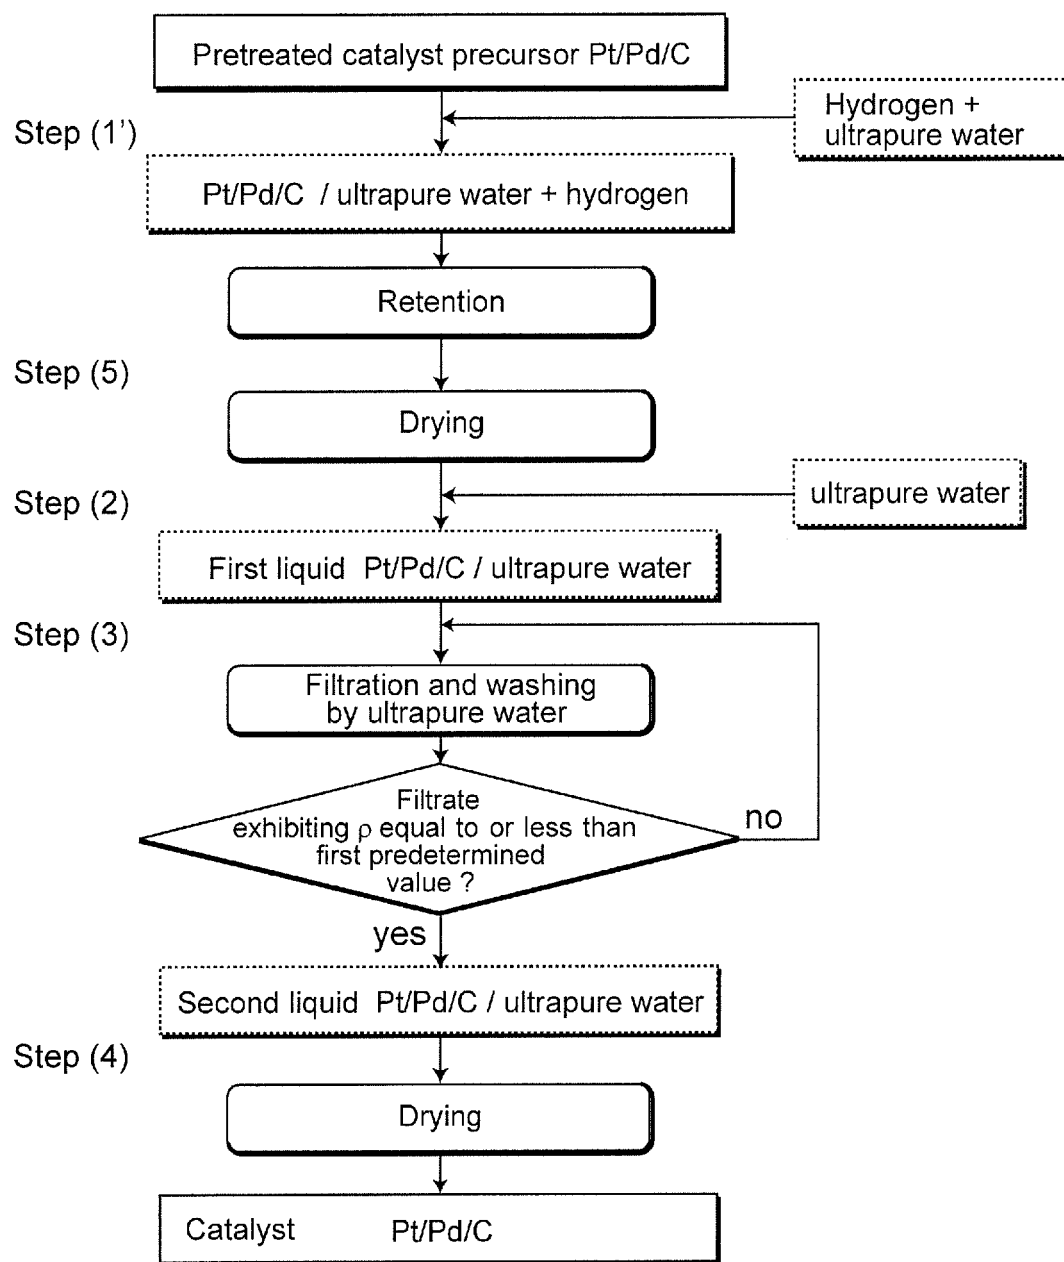 Pretreated catalyst precursor Pt/Pd/C
Hydrogen +
ultrapure water
Step (1’)
Pt/Pd/C / ultrapure water + hydrogen
Retention
Step (5)
Drying
ultrapure water
Step (2)
First liquid Pt/Pd/C / ultrapure water
Step (3)
Filtration and washing
by ultrapure water
Filtrate
exhibiting ρ equal to or less than
first predetermined
value ?
no
yes
Second liquid Pt/Pd/C / ultrapure water
Step (4)
Drying
Catalyst Pt/Pd/C